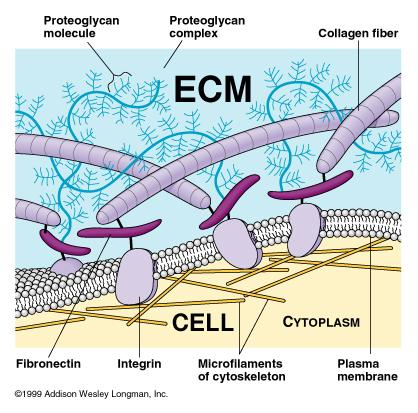 Proteoglycan
molecule
Proteoglycan
complex
Collagen fiber
ECM
CELL
CYTOPLASM
Fibronectin
Integrin
Microfilaments
of cytoskeleton
Plasma
membrane
©1999 Addison Wesley Longman, Inc.